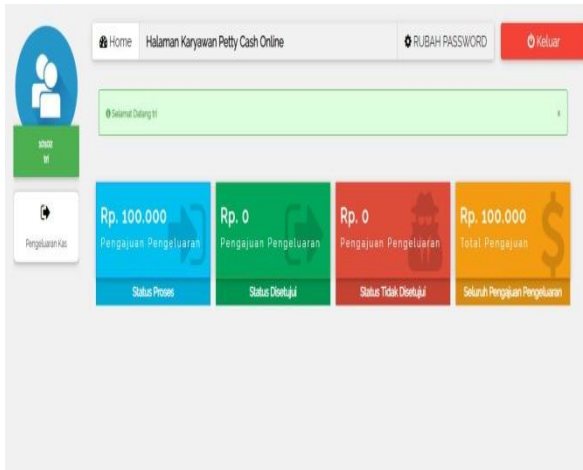 Home
Halaman Karyawan Petty Cash Online
RUBAH PASSWORD
Keluar
Selamat Datang tri
x
tri
Pengeluaran Kas
Rp. 100.000
Pengajuan Pengeluaran
Status Proses
Rp. 0
Pengajuan Pengeluaran
Status Disetujui
Rp. 0
Pengajuan Pengeluaran
Status Tidak Disetujui
Rp. 100.000
Total Pengajuan
Seluruh Pengajuan Pengeluaran